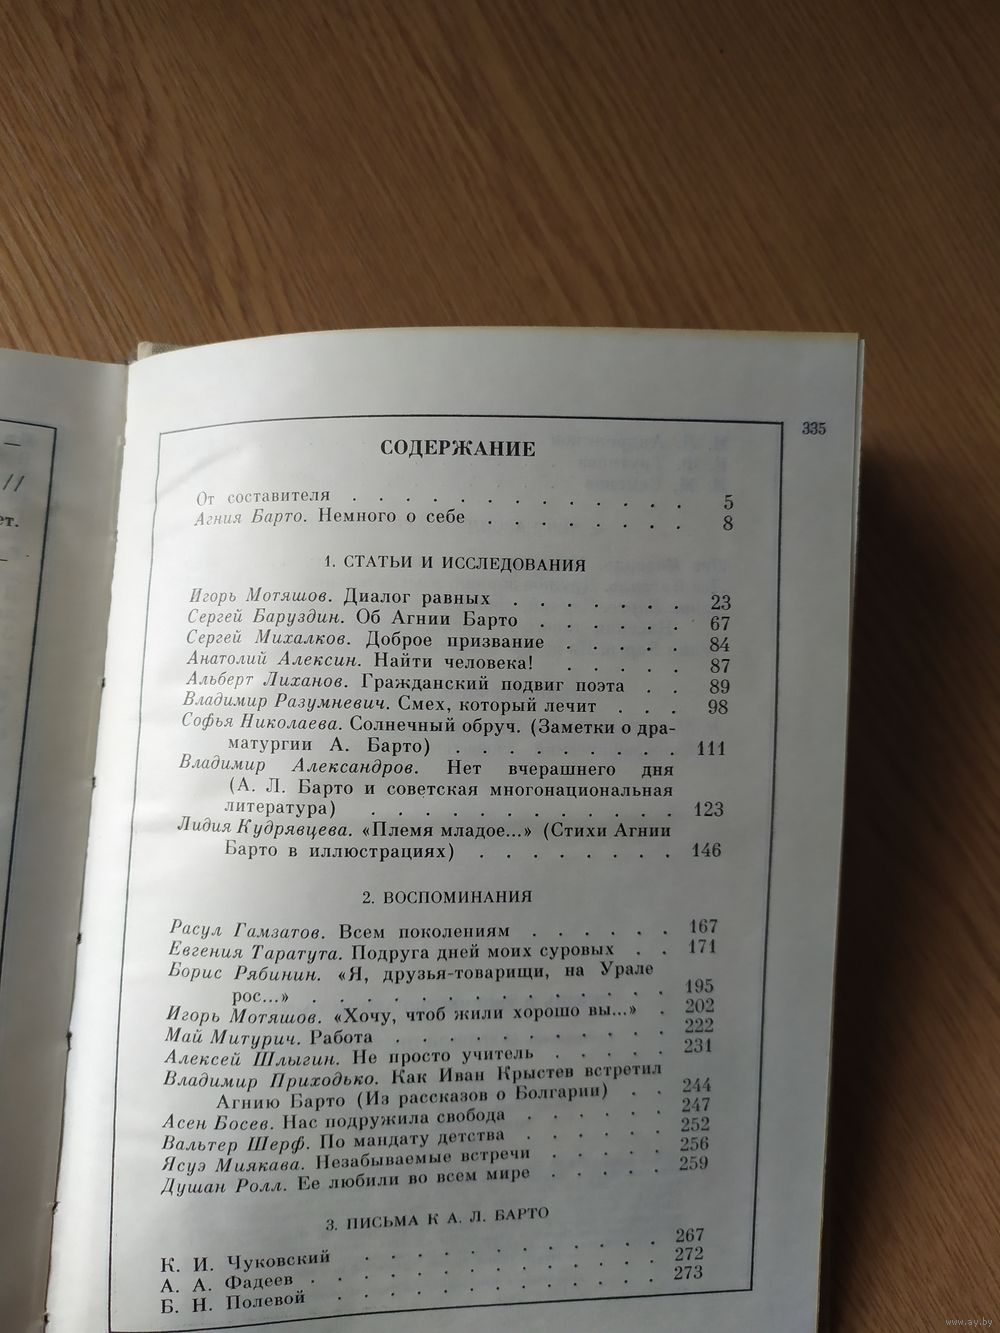 335
СОДЕРЖАНИЕ
От составителя . . . . . . . . . . . . . 5
Агния Барто. Немного о себе . . . . . . . . 8
1. СТАТЬИ И ИССЛЕДОВАНИЯ
Игорь Мотяшов. Диалог равных . . . . . . . 23
Сергей Баруздин. Об Агнии Барто . . . . . . 67
Сергей Михалков. Доброе призвание . . . . . 84
Анатолий Алексин. Найти человека! . . . . . 87
Альберт Лиханов. Гражданский подвиг поэта . . 89
Владимир Разумневич. Смех, который лечит . . . 98
Софья Николаева. Солнечный обруч. (Заметки о дра-
матургии А. Барто) . . . . . . . . . 111
Владимир Александров. Нет вчерашнего дня
(А. Л. Барто и советская многонациональная
литература) . . . . . . . . . . . . 123
Лидия Кудрявцева. «Племя младое...» (Стихи Агнии
Барто в иллюстрациях) . . . . . . . . 146
2. ВОСПОМИНАНИЯ
Расул Гамзатов. Всем поколениям . . . . . . 167
Евгения Таратута. Подруга дней моих суровых . . 171
Борис Рябинин. «Я, друзья-товарищи, на Урале
рос...» . . . . . . . . . . . . . . 195
Игорь Мотяшов. «Хочу, чтоб жили хорошо вы...» . 202
Май Митурич. Работа . . . . . . . . . . 222
Алексей Шлыгин. Не просто учитель . . . . . 231
Владимир Приходько. Как Иван Крыстев встретил
Агнию Барто (Из рассказов о Болгарии) . . 244
Асен Босев. Нас подружила свобода . . . . . 247
Вальтер Шерф. По мандату детства . . . . . 252
Ясуэ Миякава. Незабываемые встречи . . . . . 256
Душан Ролл. Ее любили во всем мире . . . . . 259
3. ПИСЬМА К А. Л. БАРТО
К. И. Чуковский . . . . . . . . . . . 267
А. А. Фадеев . . . . . . . . . . . . . 272
Б. Н. Полевой . . . . . . . . . . . . 273
www.ay.by